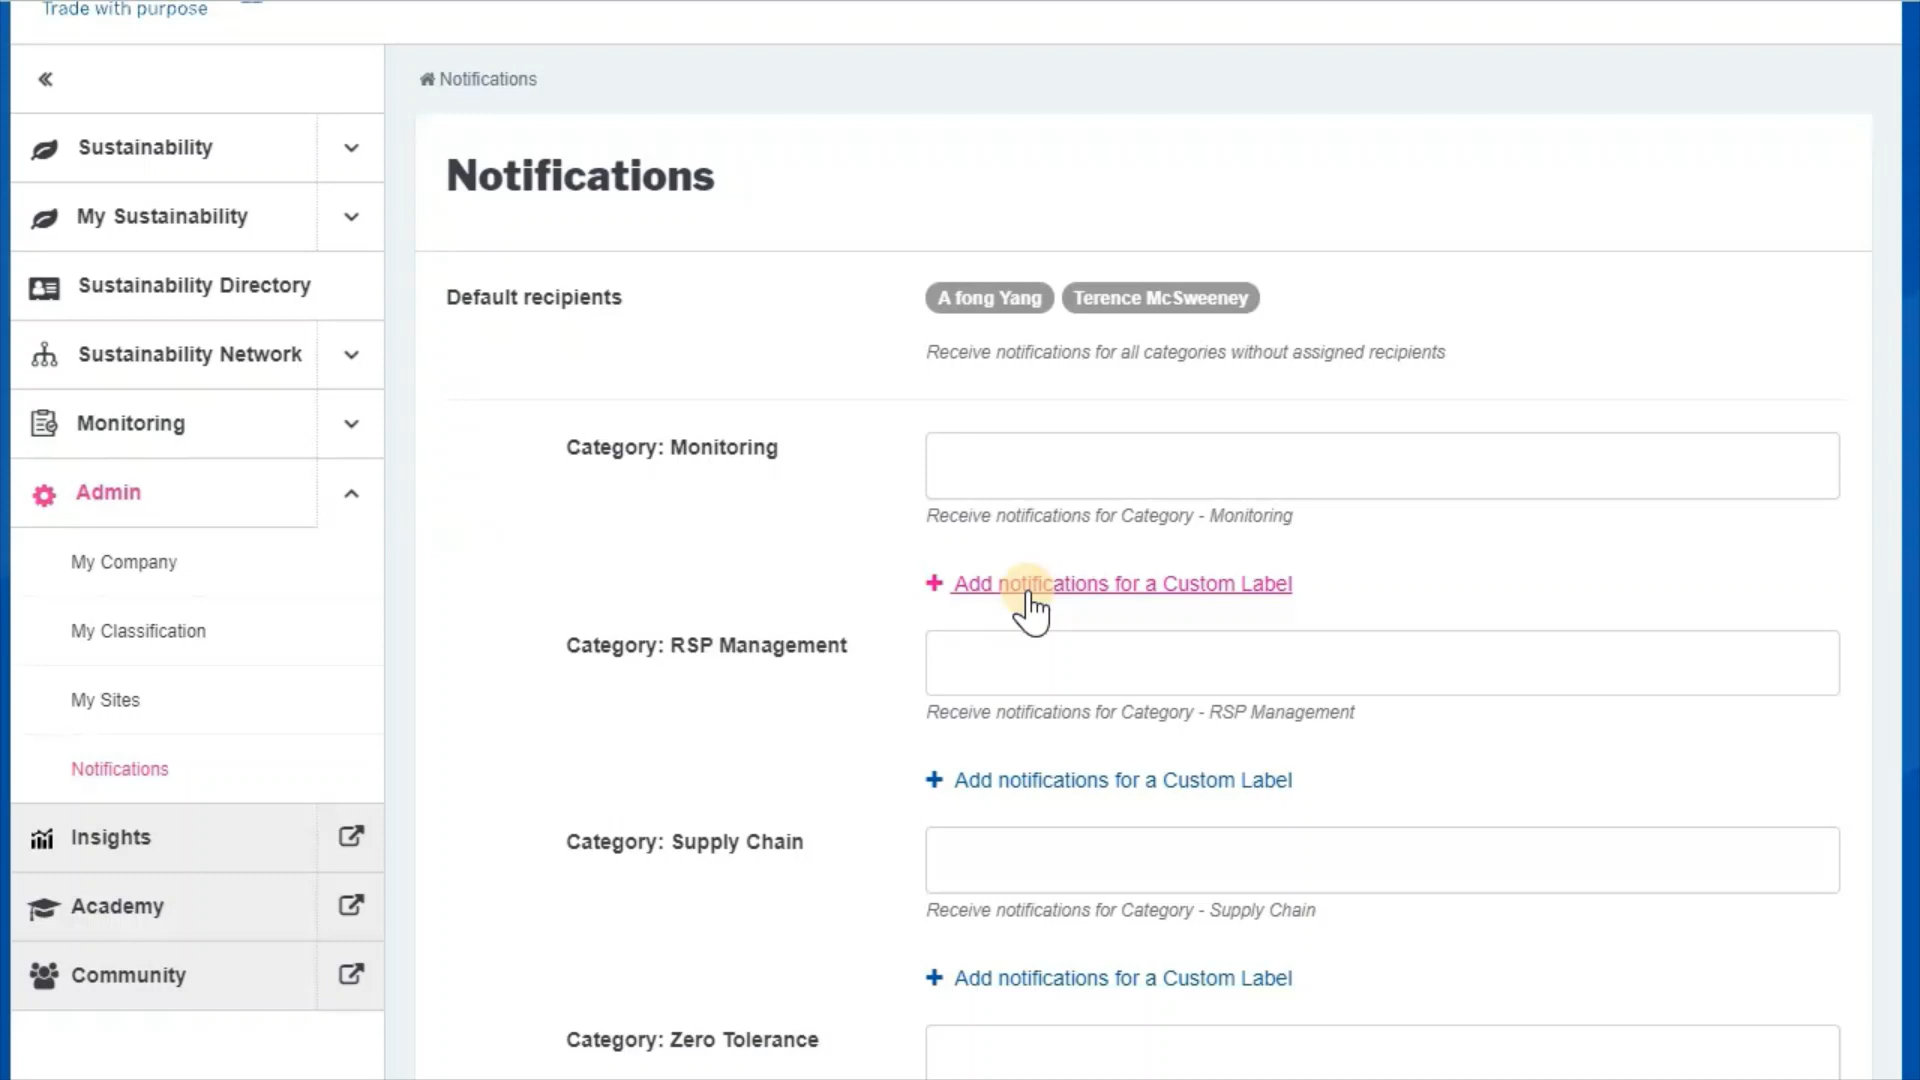 Trade with purpose
Notifications
Sustainability
My Sustainability
Sustainability Directory
Sustainability Network
Monitoring
Admin
My Company
My Classification
My Sites
Notifications
Insights
Academy
Community
Notifications
Default recipients
A fong Yang Terence McSweeney
Receive notifications for all categories without assigned recipients
Category: Monitoring
Receive notifications for Category - Monitoring
Add notifications for a Custom Label
Category: RSP Management
Receive notifications for Category - RSP Management
Add notifications for a Custom Label
Category: Supply Chain
Receive notifications for Category - Supply Chain
Add notifications for a Custom Label
Category: Zero Tolerance